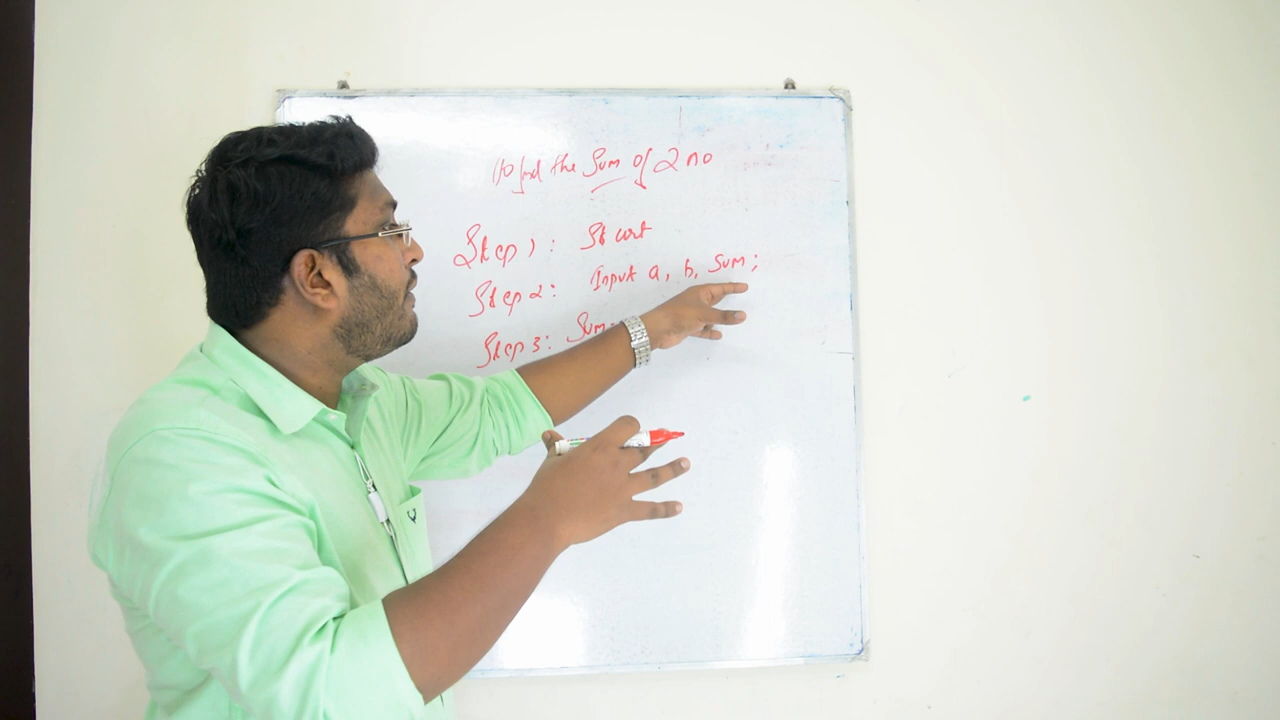 to find the Sum of 2 no
Step 1: Start
Step 2: Input a, b, Sum;
Step 3: Sum=